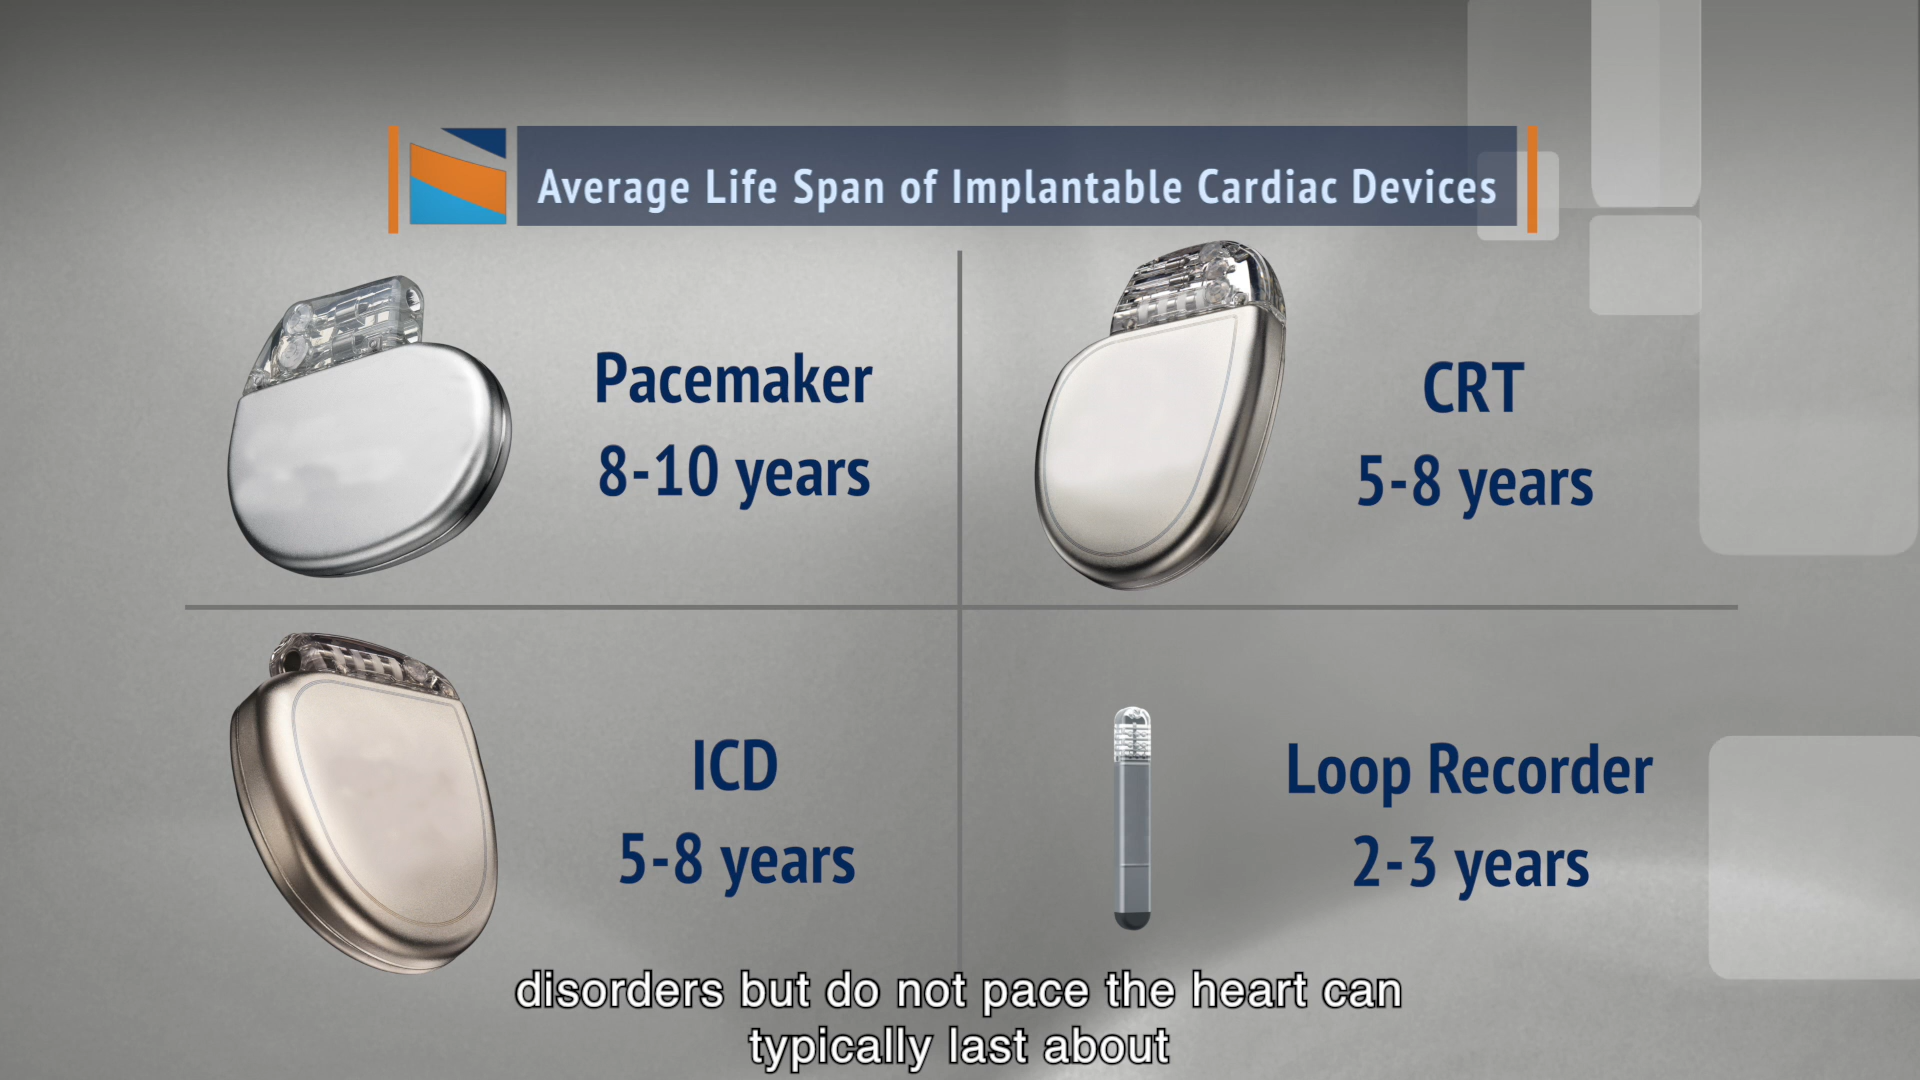 Average Life Span of Implantable Cardiac Devices
Pacemaker
8-10 years
CRT
5-8 years
ICD
5-8 years
Loop Recorder
2-3 years
disorders but do not pace the heart can
typically last about